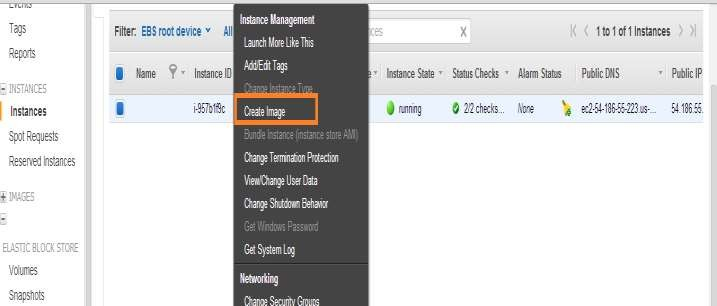 Events
Tags
Reports
INSTANCES
Instances
Spot Requests
Reserved Instances
IMAGES
ELASTIC BLOCK STORE
Volumes
Snapshots
Filter: EBS root device All
X
1 to 1 of 1 Instances
Name Instance ID Instance State Status Checks Alarm Status Public DNS Public IP
i-957b1f9c running 2/2 checks... None ec2-54-186-55-223.us-... 54.186.55.
Instance Management
Launch More Like This
Add/Edit Tags
Change Instance Type
Create Image
Bundle Instance (instance store AMI)
Change Termination Protection
View/Change User Data
Change Shutdown Behavior
Get Windows Password
Get System Log
Networking
Change Security Groups